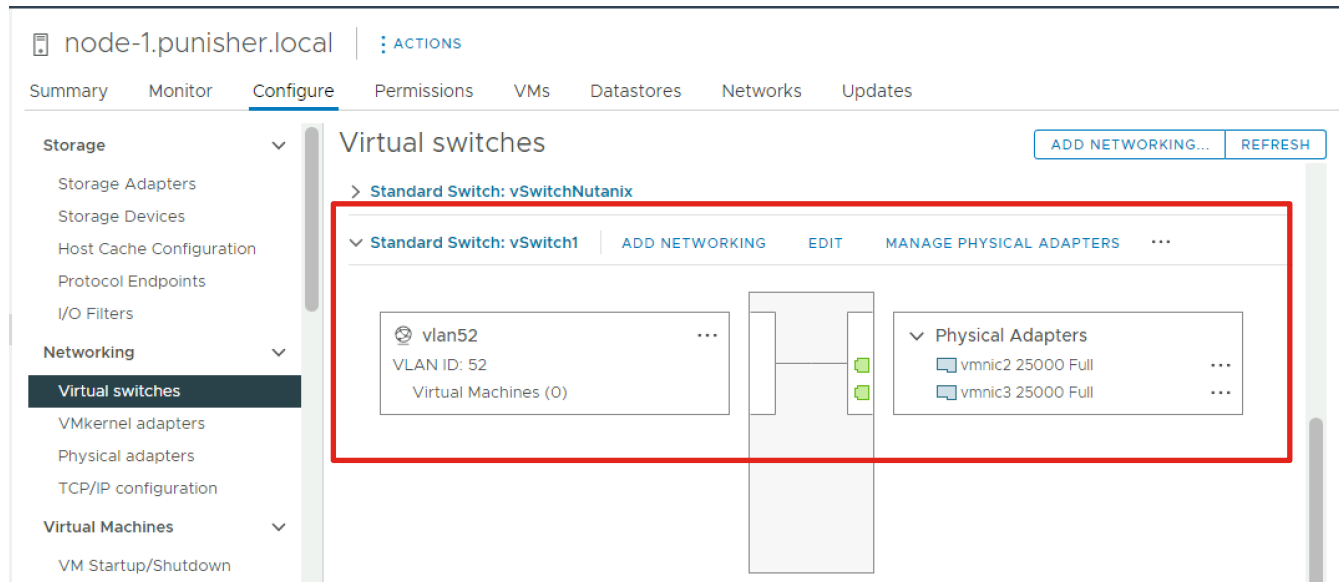 node-1.punisher.local
ACTIONS
Summary Monitor Configure Permissions VMs Datastores Networks Updates
Storage
Storage Adapters
Storage Devices
Host Cache Configuration
Protocol Endpoints
I/O Filters
Networking
Virtual switches
VMkernel adapters
Physical adapters
TCP/IP configuration
Virtual Machines
VM Startup/Shutdown
Virtual switches
ADD NETWORKING... REFRESH
Standard Switch: vSwitchNutanix
Standard Switch: vSwitch1 ADD NETWORKING EDIT MANAGE PHYSICAL ADAPTERS ...
vlan52 ...
VLAN ID: 52
Virtual Machines (0)
Physical Adapters
vmnic2 25000 Full ...
vmnic3 25000 Full ...